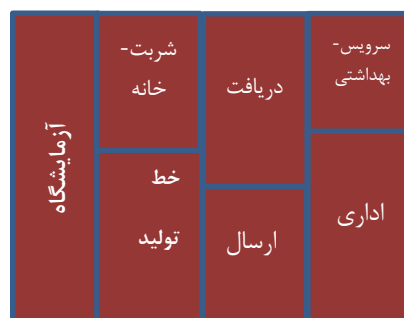 سرویس-
بهداشتی
اداری
دریافت
ارسال
شربت-
خانه
خط
تولید
آزمایشگاه